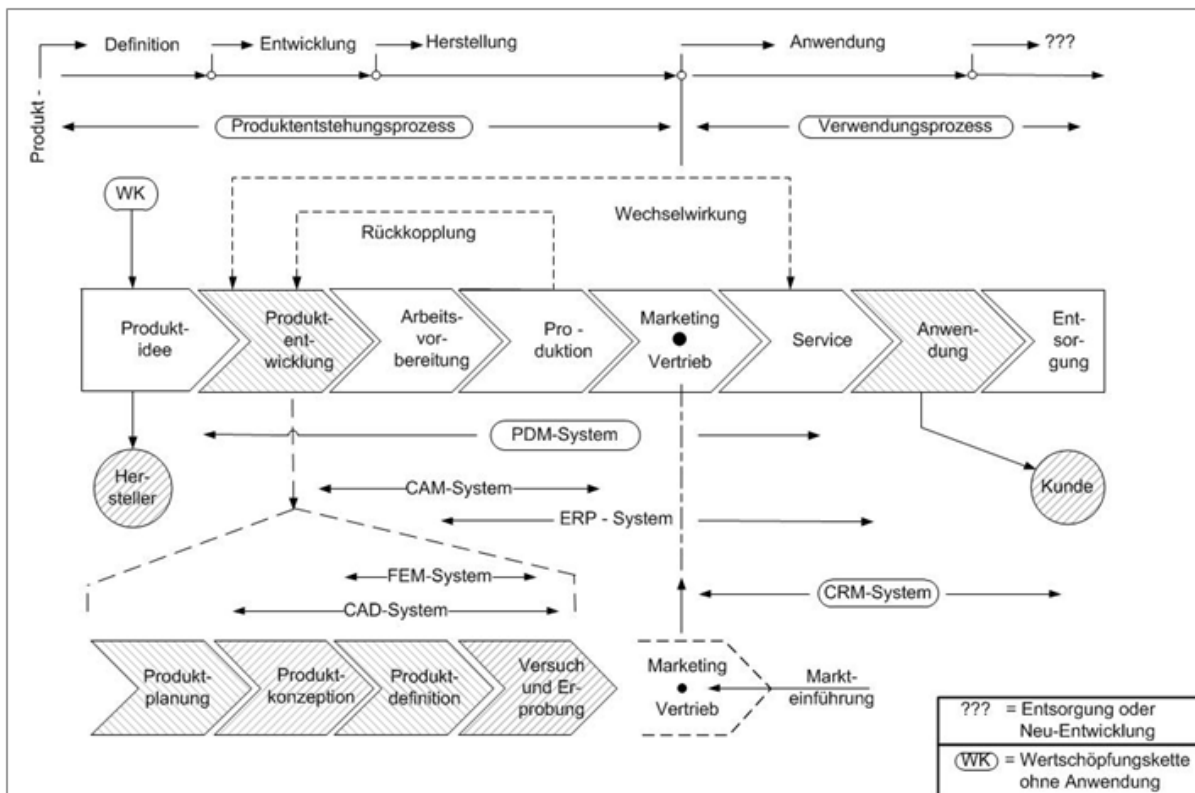 Produkt -
Definition
Entwicklung
Herstellung
Anwendung
???
Produktentstehungsprozess
Verwendungsprozess
WK
Wechselwirkung
Rückkopplung
Produkt-
idee
Produkt-
ent-
wicklung
Arbeits-
vor-
bereitung
Pro -
duktion
Marketing
Vertrieb
Service
Anwen-
dung
Ent-
sor-
gung
PDM-System
Her-
steller
Kunde
CAM-System
ERP - System
FEM-System
CAD-System
CRM-System
Produkt-
planung
Produkt-
konzeption
Produkt-
definition
Versuch
und Er-
probung
Marketing
Vertrieb
Markt-
einführung
??? = Entsorgung oder
Neu-Entwicklung
WK = Wertschöpfungskette
ohne Anwendung